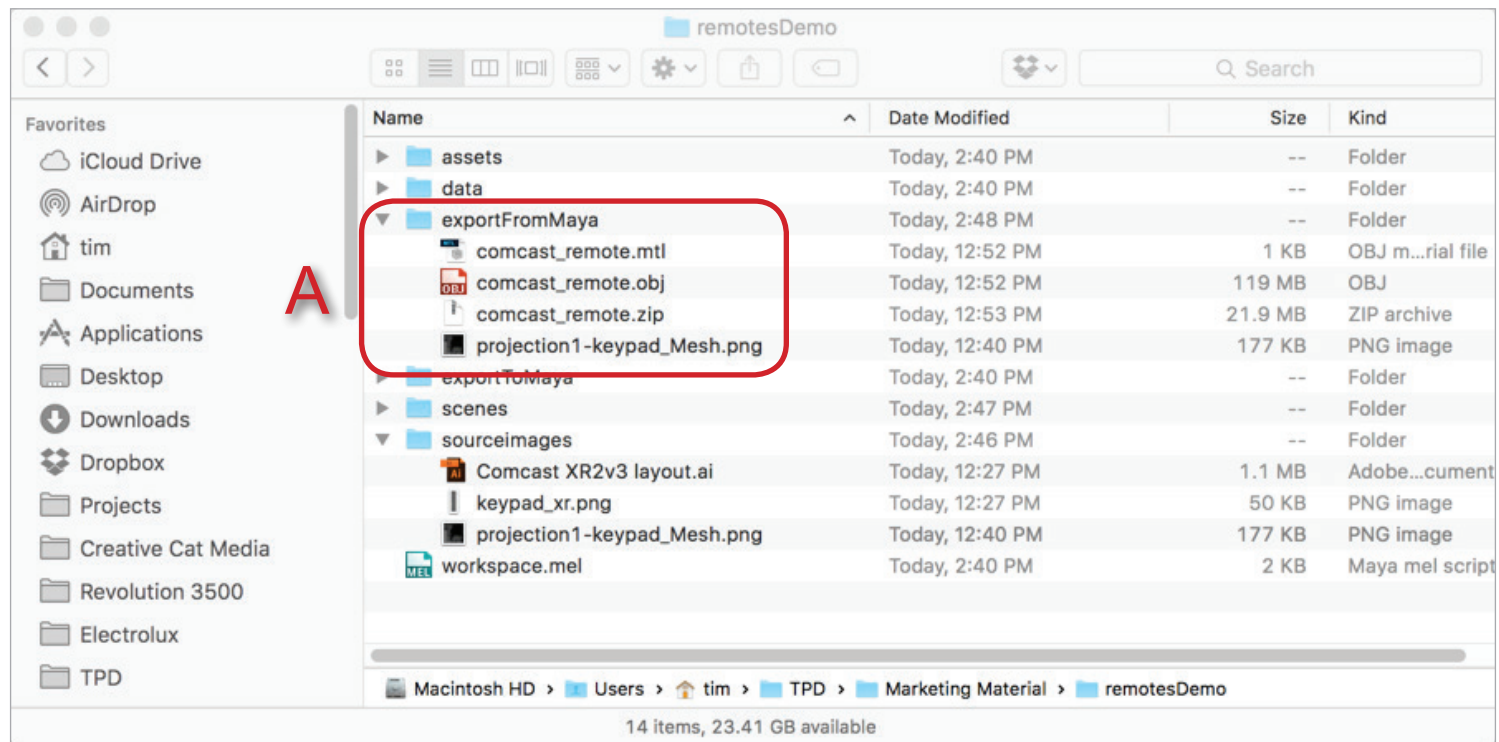 remotesDemo
Search
Favorites
iCloud Drive
AirDrop
tim
Documents
Applications
Desktop
Downloads
Dropbox
Projects
Creative Cat Media
Revolution 3500
Electrolux
TPD
A
Name Date Modified Size Kind
assets Today, 2:40 PM -- Folder
data Today, 2:40 PM -- Folder
exportFromMaya Today, 2:48 PM -- Folder
comcast_remote.mtl Today, 12:52 PM 1 KB OBJ m...rial file
comcast_remote.obj Today, 12:52 PM 119 MB OBJ
comcast_remote.zip Today, 12:53 PM 21.9 MB ZIP archive
projection1-keypad_Mesh.png Today, 12:40 PM 177 KB PNG image
exportToMaya Today, 2:40 PM -- Folder
scenes Today, 2:47 PM -- Folder
sourceimages Today, 2:46 PM -- Folder
Comcast XR2v3 layout.ai Today, 12:27 PM 1.1 MB Adobe...cument
keypad_xr.png Today, 12:27 PM 50 KB PNG image
projection1-keypad_Mesh.png Today, 12:40 PM 177 KB PNG image
workspace.mel Today, 2:40 PM 2 KB Maya mel script
Macintosh HD › Users › tim › TPD › Marketing Material › remotesDemo
14 items, 23.41 GB available